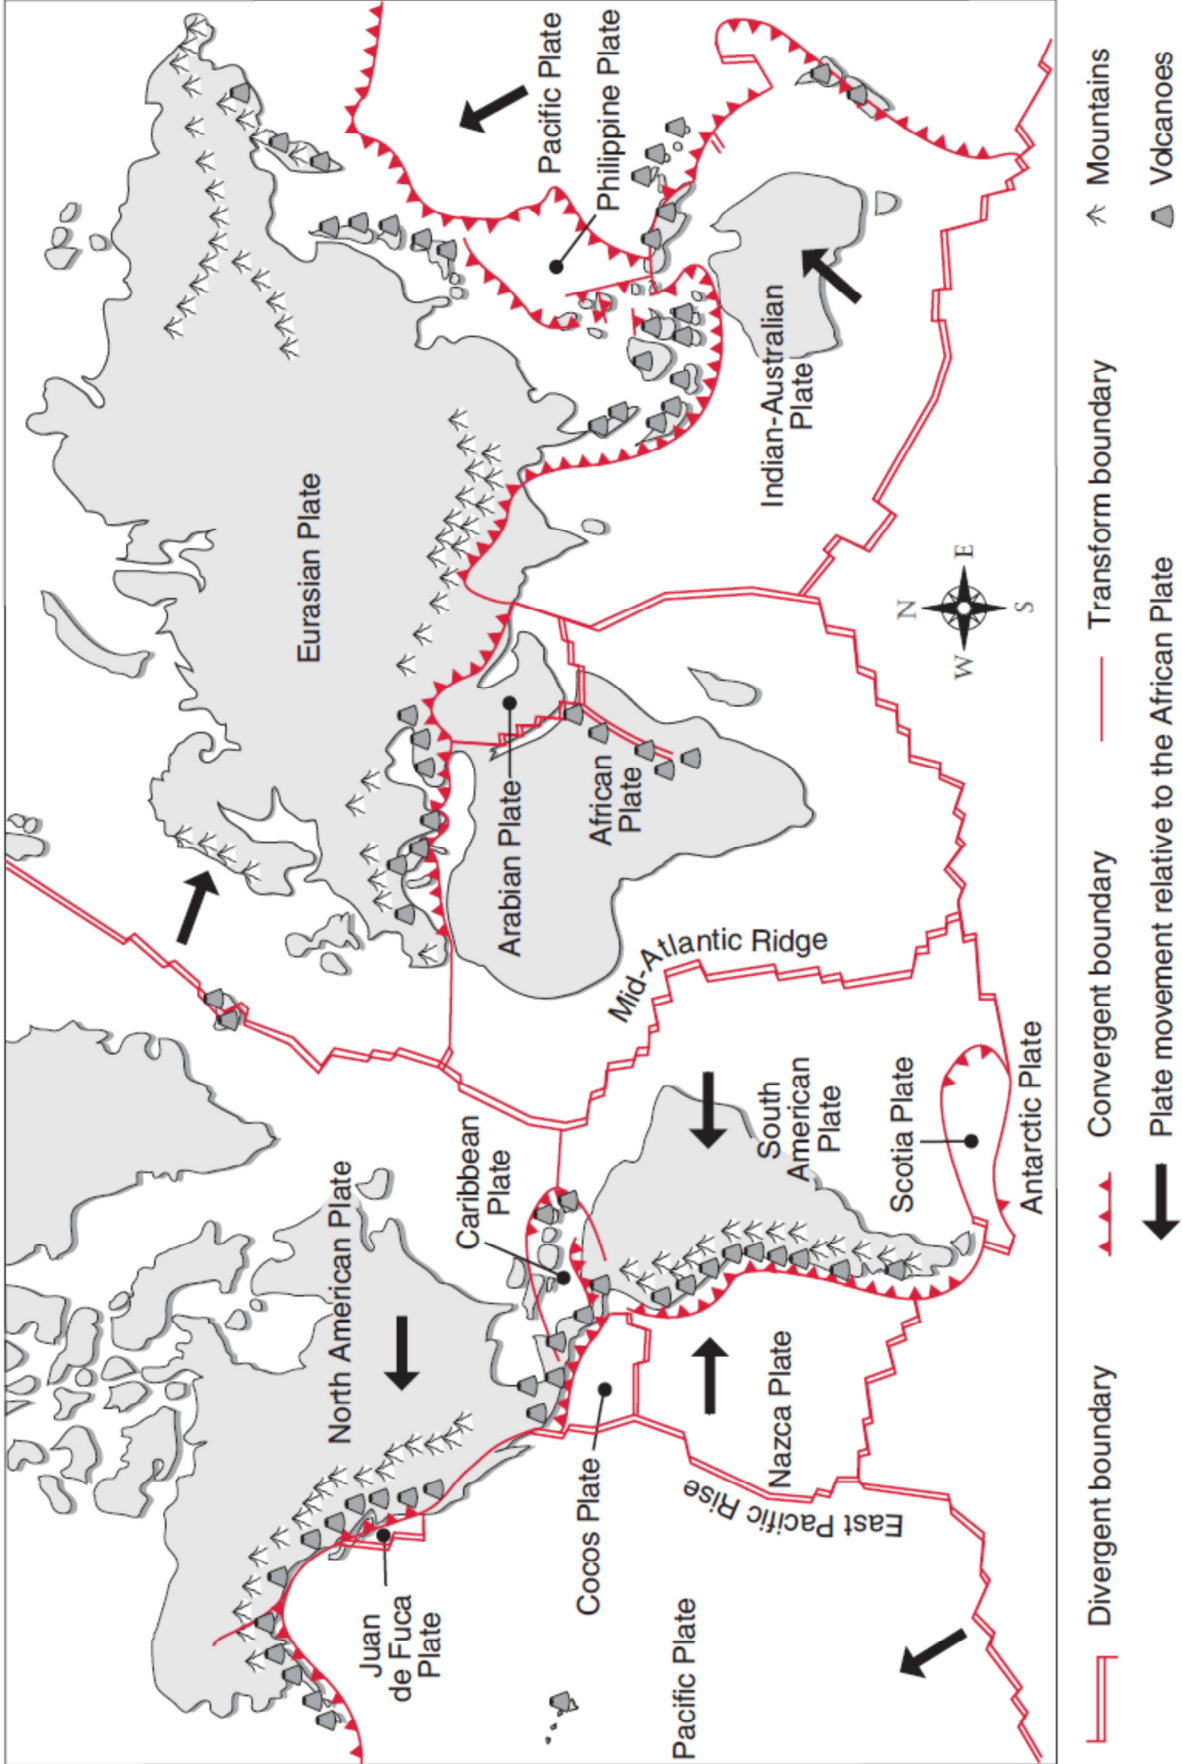 North American Plate
Eurasian Plate
Juan
de Fuca
Plate
Caribbean
Plate
Arabian Plate
Pacific Plate
Philippine Plate
Cocos Plate
African
Plate
Mid-Atlantic Ridge
Pacific Plate
East Pacific Rise
Nazca Plate
South
American
Plate
Indian-Australian
Plate
Scotia Plate
Antarctic Plate
N
W
E
S
Divergent boundary
Convergent boundary
Transform boundary
Mountains
Plate movement relative to the African Plate
Volcanoes